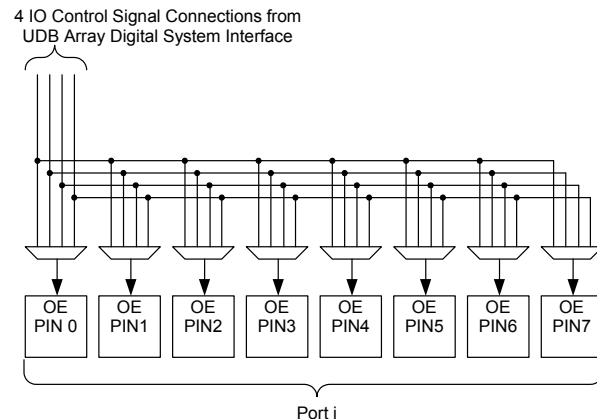 4 IO Control Signal Connections from
UDB Array Digital System Interface
OE
PIN 0
OE
PIN1
OE
PIN2
OE
PIN3
OE
PIN4
OE
PIN5
OE
PIN6
OE
PIN7
Port i